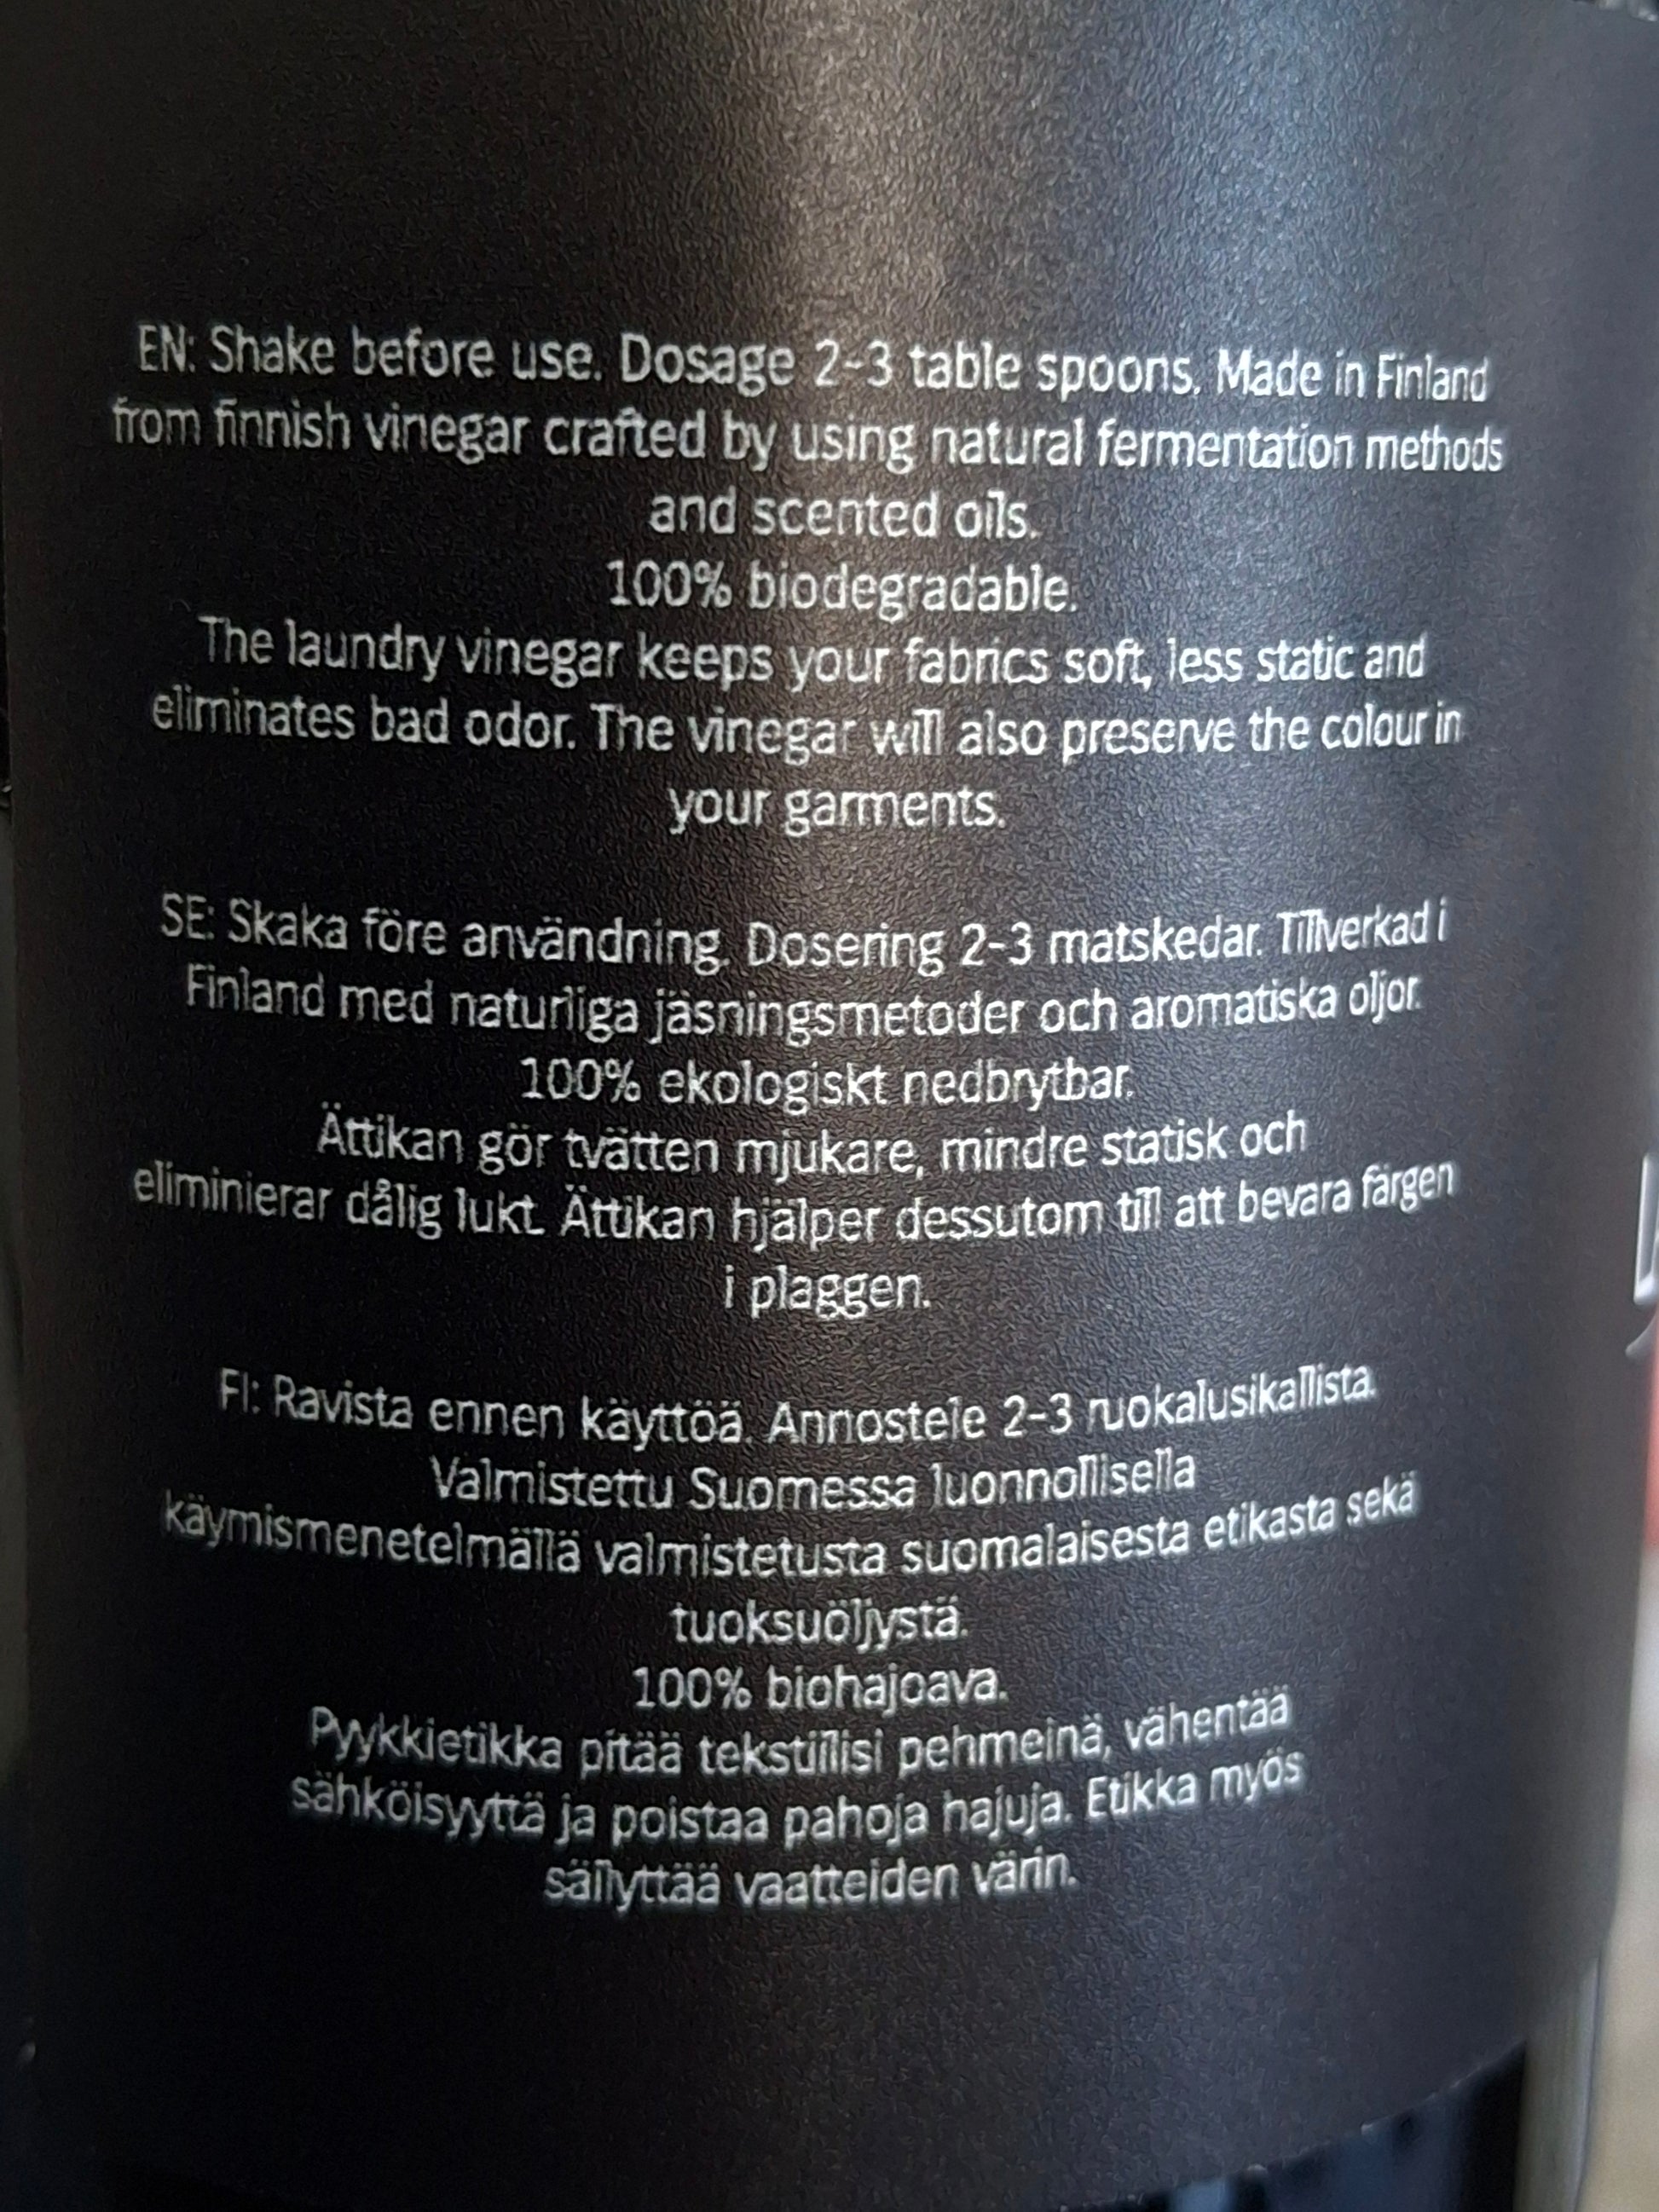 EN: Shake before use. Dosage 2-3 table spoons. Made in Finland
from finnish vinegar crafted by using natural fermentation methods
and scented oils.
100% biodegradable.
The laundry vinegar keeps your fabrics soft, less static and
eliminates bad odor. The vinegar will also preserve the colour in
your garments.
SE: Skaka före användning. Dosering 2-3 matskedar. Tillverkad i
Finland med naturliga jäsningsmetoder och aromatiska oljor.
100% ekologiskt nedbrytbar.
Ättikan gör tvätten mjukare, mindre statisk och
eliminierar dålig lukt. Ättikan hjälper dessutom till att bevara färgen
i plaggen.
FI: Ravista ennen käyttöä. Annostele 2-3 ruokalusikallista.
Valmistettu Suomessa luonnollisella
käymismenetelmällä valmistetusta suomalaisesta etikasta sekä
tuoksuöljystä.
100% biohajoava.
Pyykkietikka pitää tekstiilisi pehmeinä, vähentää
sähköisyyttä ja poistaa pahoja hajuja. Etikka myös
säilyttää vaatteiden värin.